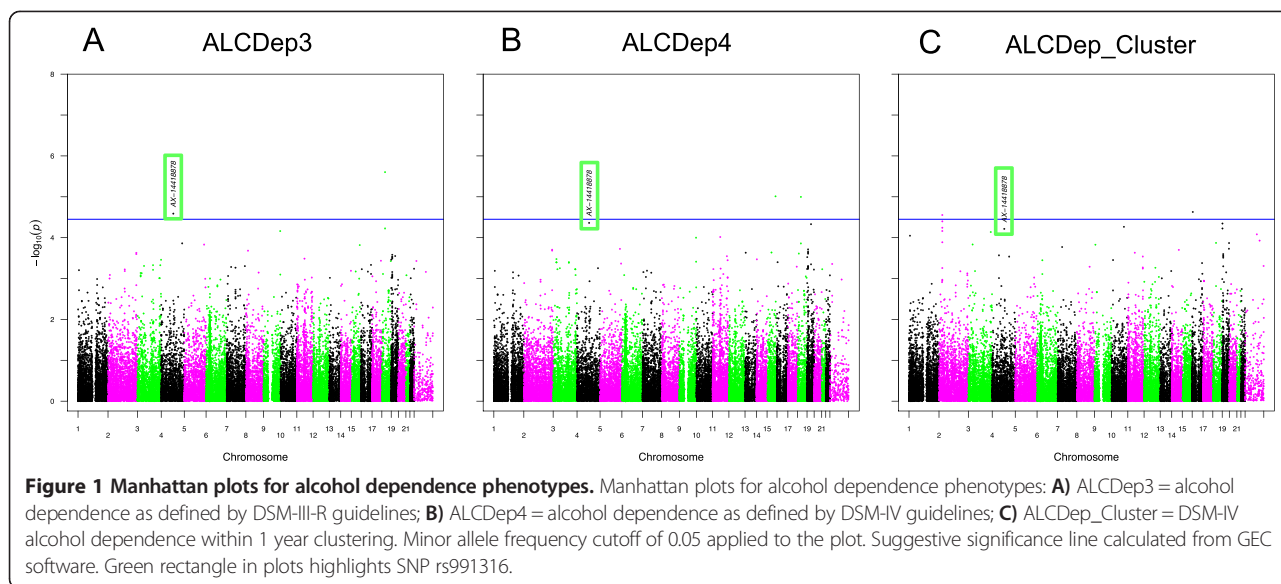 A ALCDep3
B ALCDep4
C ALCDep_Cluster
8
6
4
2
0
−log10(p)
AX−14418878
AX−14418878
AX−14418878
1 2 3 4 5 6 7 8 9 10 11 12 13 14 15 16 17 19 21
Chromosome
1 2 3 4 5 6 7 8 9 10 11 12 13 14 15 16 17 19 21
Chromosome
1 2 3 4 5 6 7 8 9 10 11 12 13 14 15 17 19 21
Chromosome
Figure 1 Manhattan plots for alcohol dependence phenotypes. Manhattan plots for alcohol dependence phenotypes: A) ALCDep3 = alcohol
dependence as defined by DSM-III-R guidelines; B) ALCDep4 = alcohol dependence as defined by DSM-IV guidelines; C) ALCDep_Cluster = DSM-IV
alcohol dependence within 1 year clustering. Minor allele frequency cutoff of 0.05 applied to the plot. Suggestive significance line calculated from GEC
software. Green rectangle in plots highlights SNP rs991316.